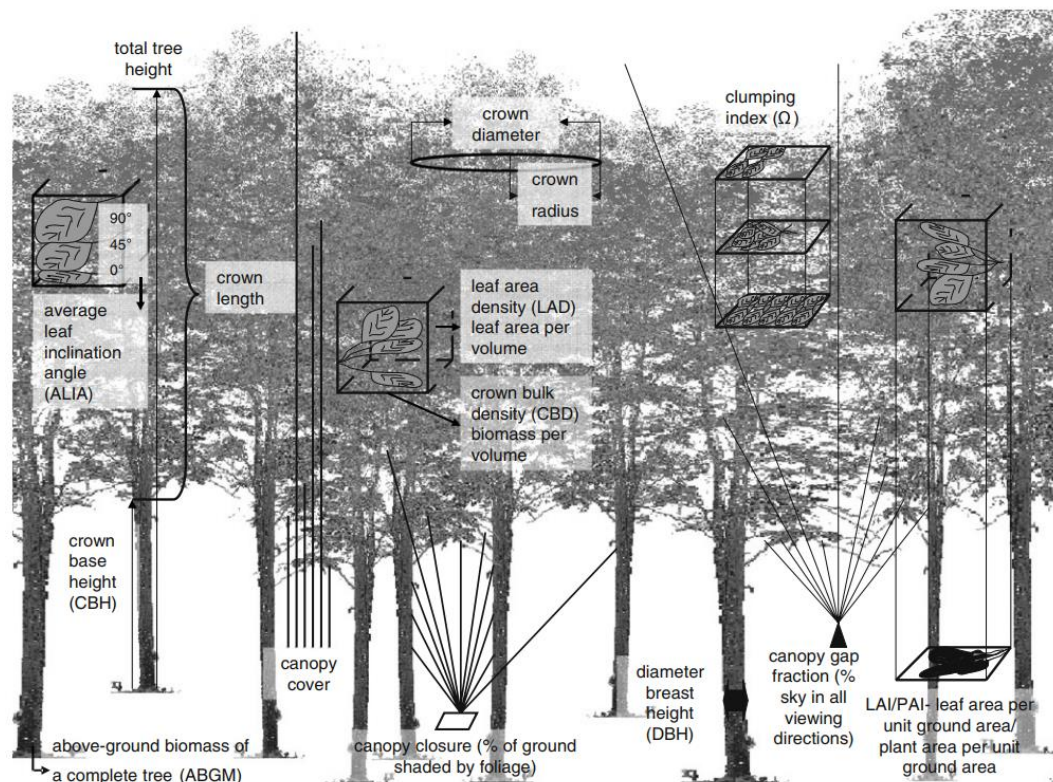 total tree
height
crown
diameter
crown
radius
clumping
index (Ω)
90°
45°
0°
average
leaf
inclination
angle
(ALIA)
crown
length
leaf area
density (LAD)
leaf area per
volume
crown bulk
density (CBD)
biomass per
volume
crown
base
height
(CBH)
canopy
cover
diameter
breast
height
(DBH)
canopy gap
fraction (%
sky in all
viewing
directions)
LAI/PAI- leaf area per
unit ground area/
plant area per unit
ground area
above-ground biomass of
a complete tree (ABGM)
canopy closure (% of ground
shaded by foliage)